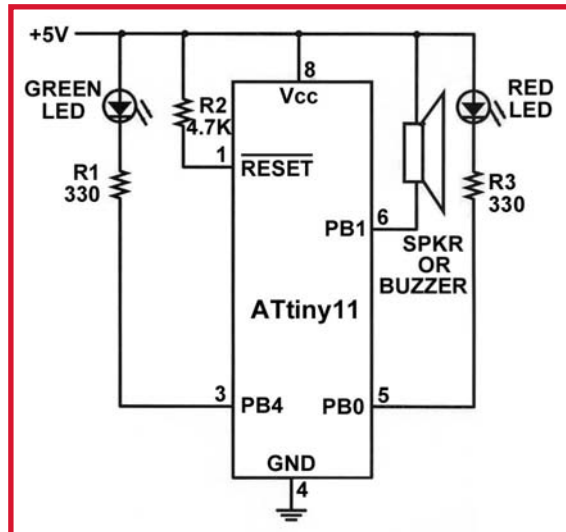 +5V
GREEN
LED
R2
4.7K
8
Vcc
RED
LED
1
RESET
R1
330
R3
330
PB1
6
SPKR
OR
BUZZER
ATtiny11
3
PB4
PB0
5
GND
4